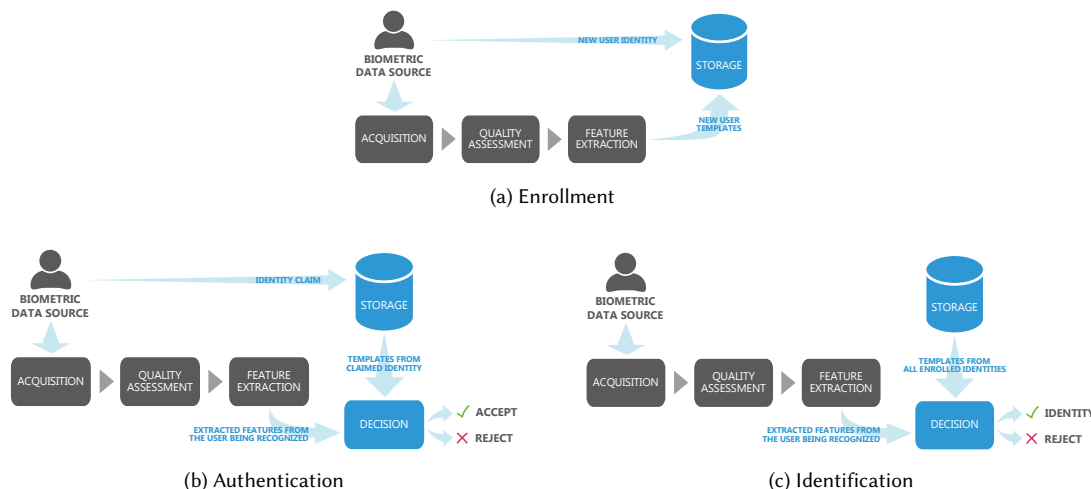 NEW USER IDENTITY
BIOMETRIC
DATA SOURCE
STORAGE
NEW USER
TEMPLATES
ACQUISITION
QUALITY
ASSESSMENT
FEATURE
EXTRACTION
(a) Enrollment
IDENTITY CLAIM
BIOMETRIC
DATA SOURCE
STORAGE
TEMPLATES FROM
CLAIMED IDENTITY
ACQUISITION
QUALITY
ASSESSMENT
FEATURE
EXTRACTION
EXTRACTED FEATURES FROM
THE USER BEING RECOGNIZED
DECISION
ACCEPT
REJECT
(b) Authentication
BIOMETRIC
DATA SOURCE
STORAGE
TEMPLATES FROM
ALL ENROLLED IDENTITIES
ACQUISITION
QUALITY
ASSESSMENT
FEATURE
EXTRACTION
EXTRACTED FEATURES FROM
THE USER BEING RECOGNIZED
DECISION
IDENTITY
REJECT
(c) Identification